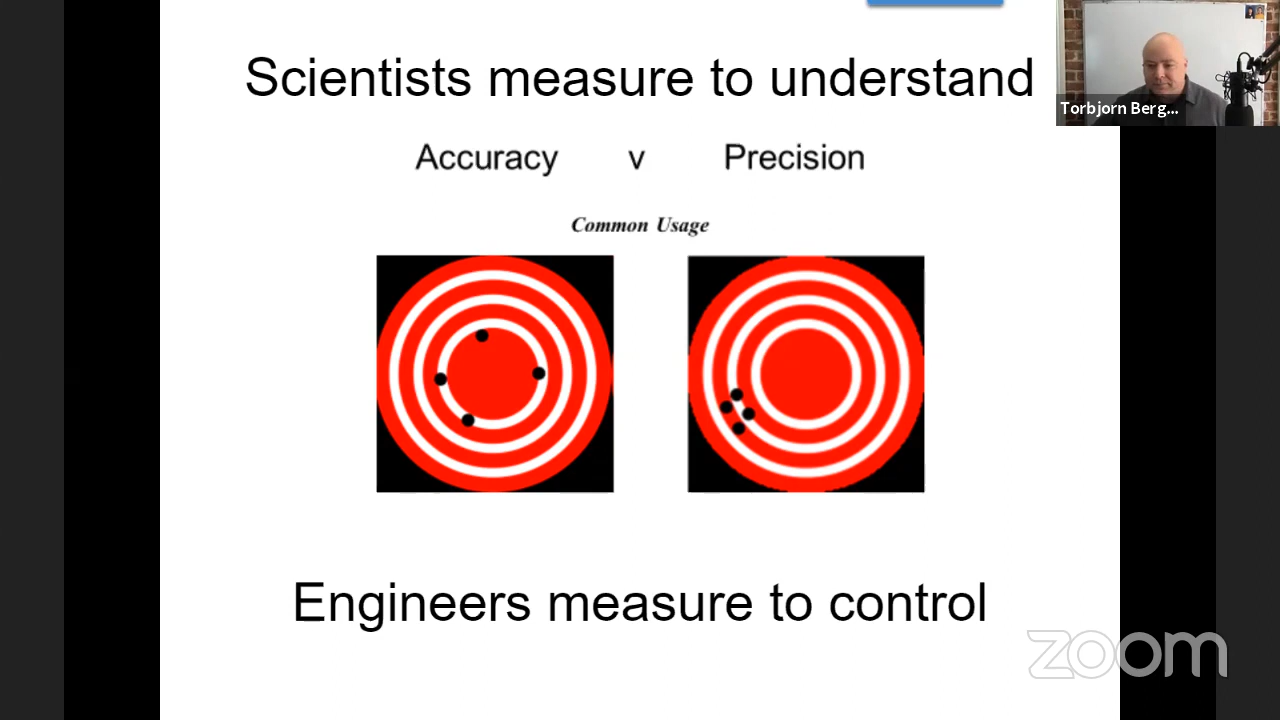 Scientists measure to understand
Torbjorn Berg...
Accuracy v Precision
Common Usage
Engineers measure to control
zoom